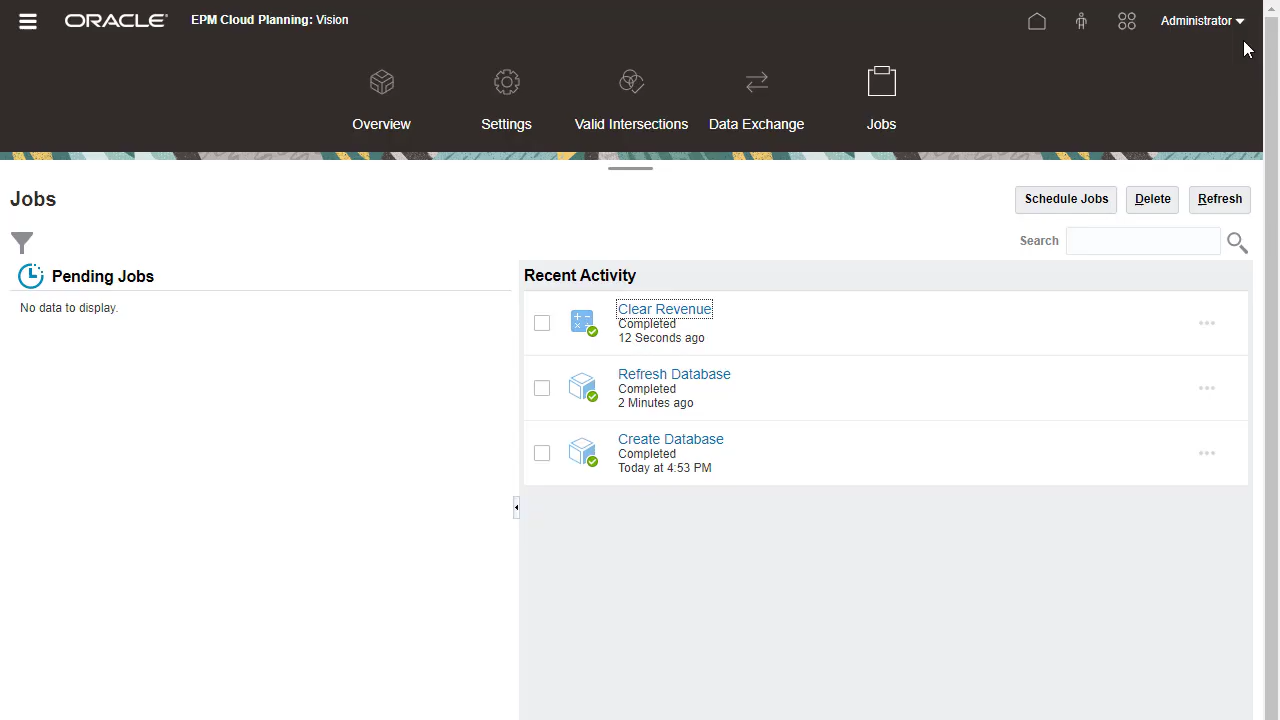 ORACLE
EPM Cloud Planning: Vision
Administrator
Overview
Settings
Valid Intersections
Data Exchange
Jobs
Jobs
Schedule Jobs
Delete
Refresh
Search
Pending Jobs
No data to display.
Recent Activity
Clear Revenue
Completed
12 Seconds ago
Refresh Database
Completed
2 Minutes ago
Create Database
Completed
Today at 4:53 PM